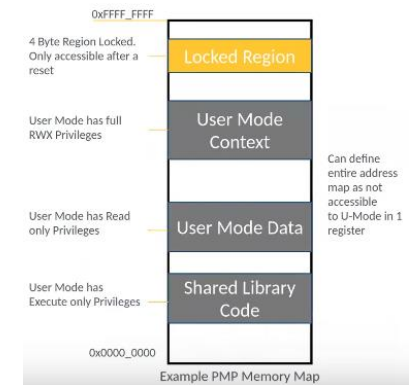 0xFFFF_FFFF
4 Byte Region Locked.
Only accessible after a
reset
Locked Region
User Mode has full
RWX Privileges
User Mode
Context
Can define
entire address
map as not
accessible
to U-Mode in 1
register
User Mode has Read
only Privileges
User Mode Data
User Mode has
Execute only Privileges
Shared Library
Code
0x0000_0000
Example PMP Memory Map